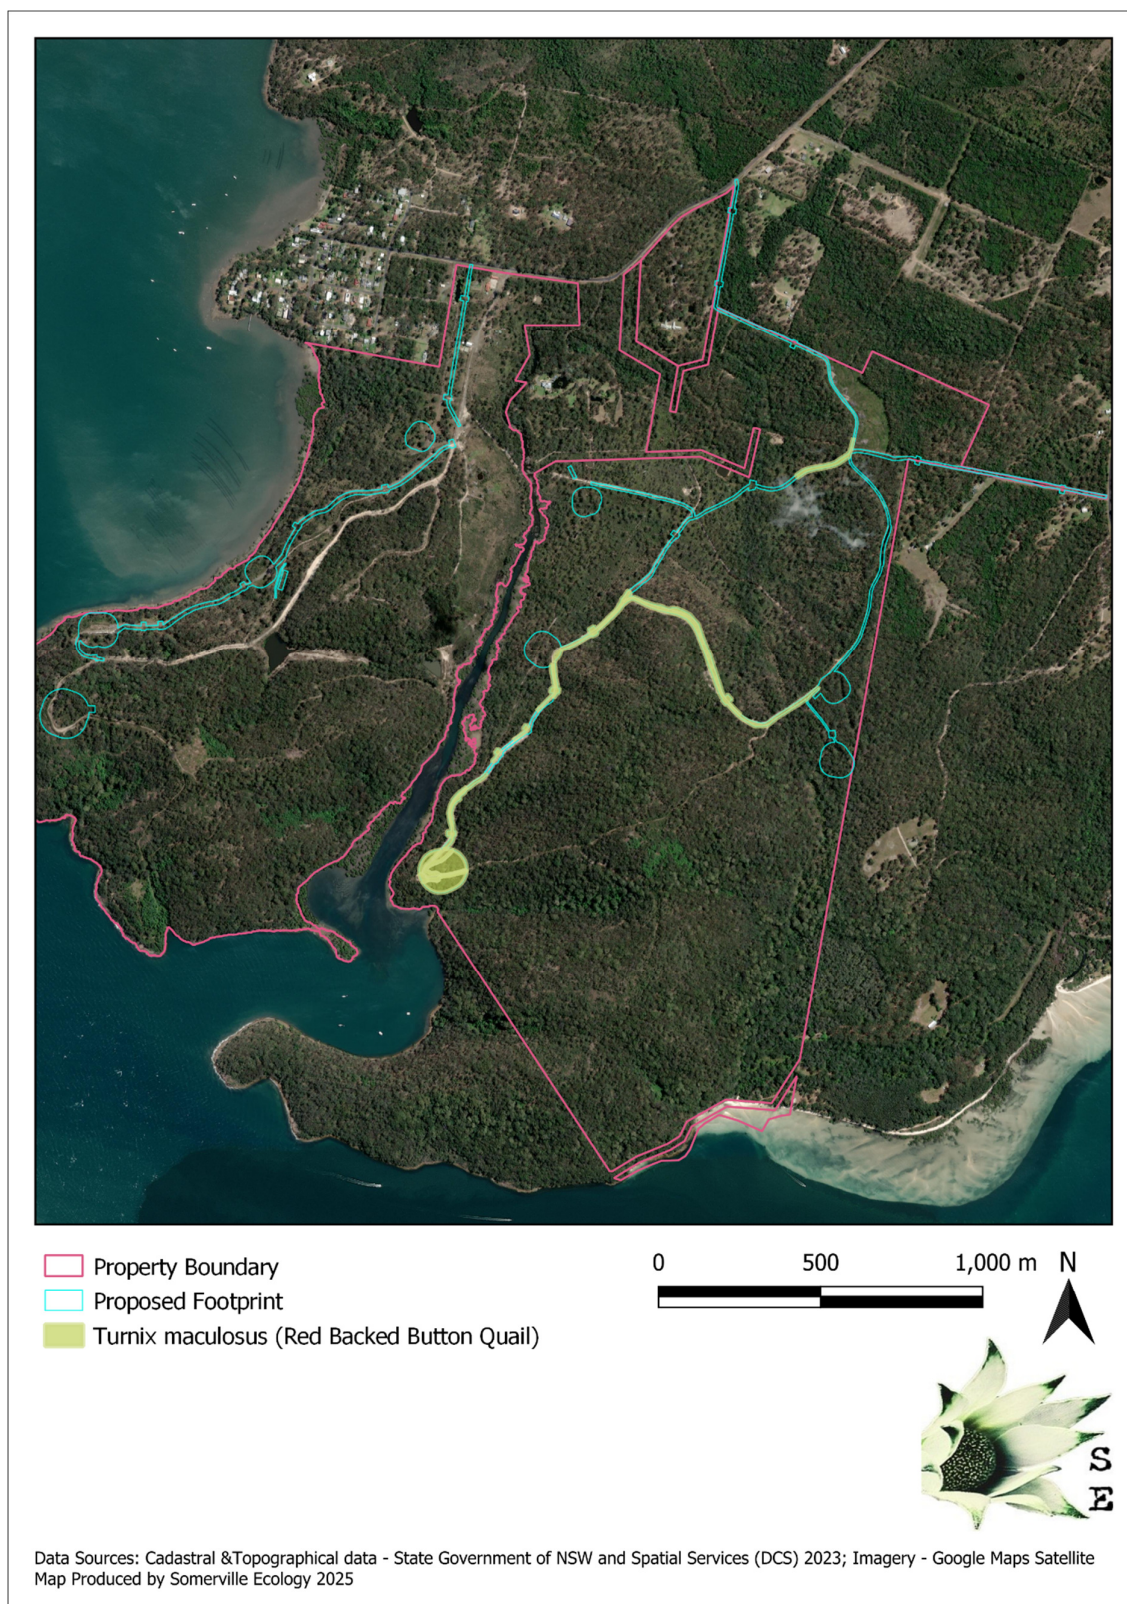 Property Boundary
Proposed Footprint
Turnix maculosus (Red Backed Button Quail)
0 500 1,000 m N
S
E
Data Sources: Cadastral &Topographical data - State Government of NSW and Spatial Services (DCS) 2023; Imagery - Google Maps Satellite
Map Produced by Somerville Ecology 2025